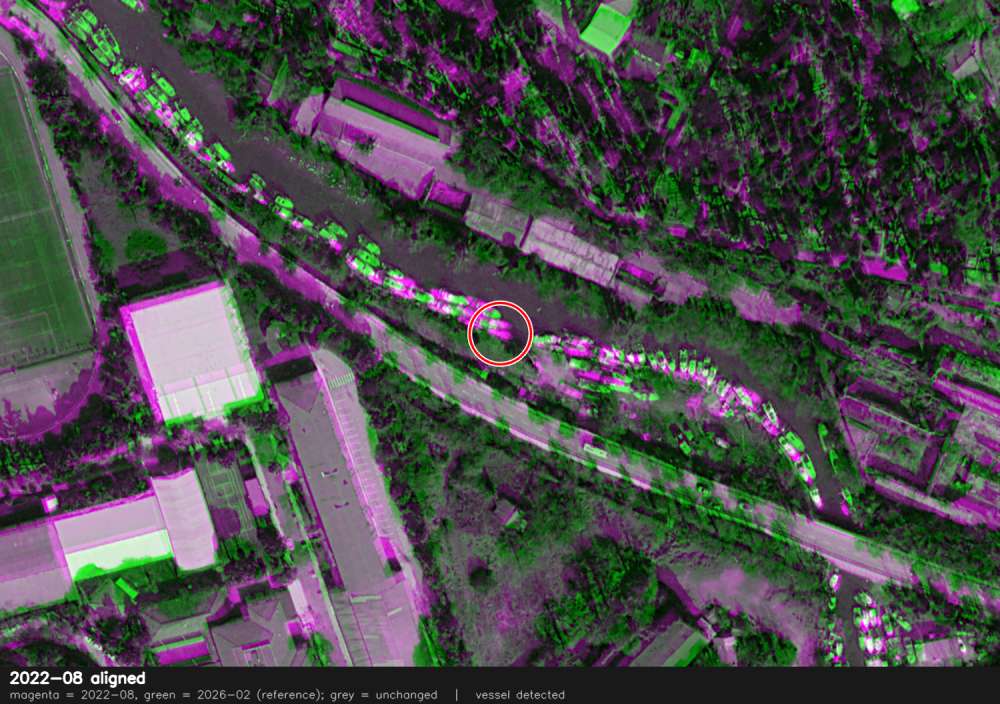 2022-08 aligned
magenta = 2022-08, green = 2026-02 (reference); grey = unchanged | vessel detected